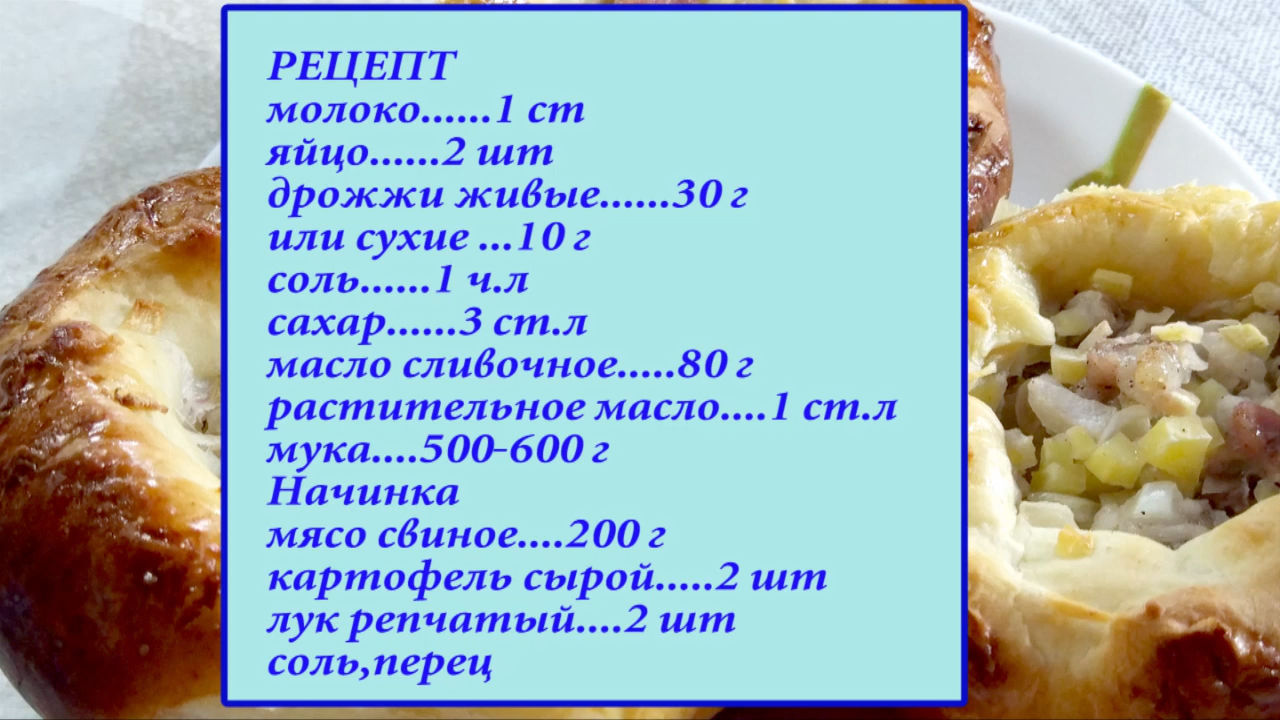 РЕЦЕПТ
молоко......1 ст
яйцо......2 шт
дрожжи живые......30 г
или сухие ...10 г
соль......1 ч.л
сахар......3 ст.л
масло сливочное.....80 г
растительное масло....1 ст.л
мука....500-600 г
Начинка
мясо свиное....200 г
картофель сырой.....2 шт
лук репчатый....2 шт
соль,перец